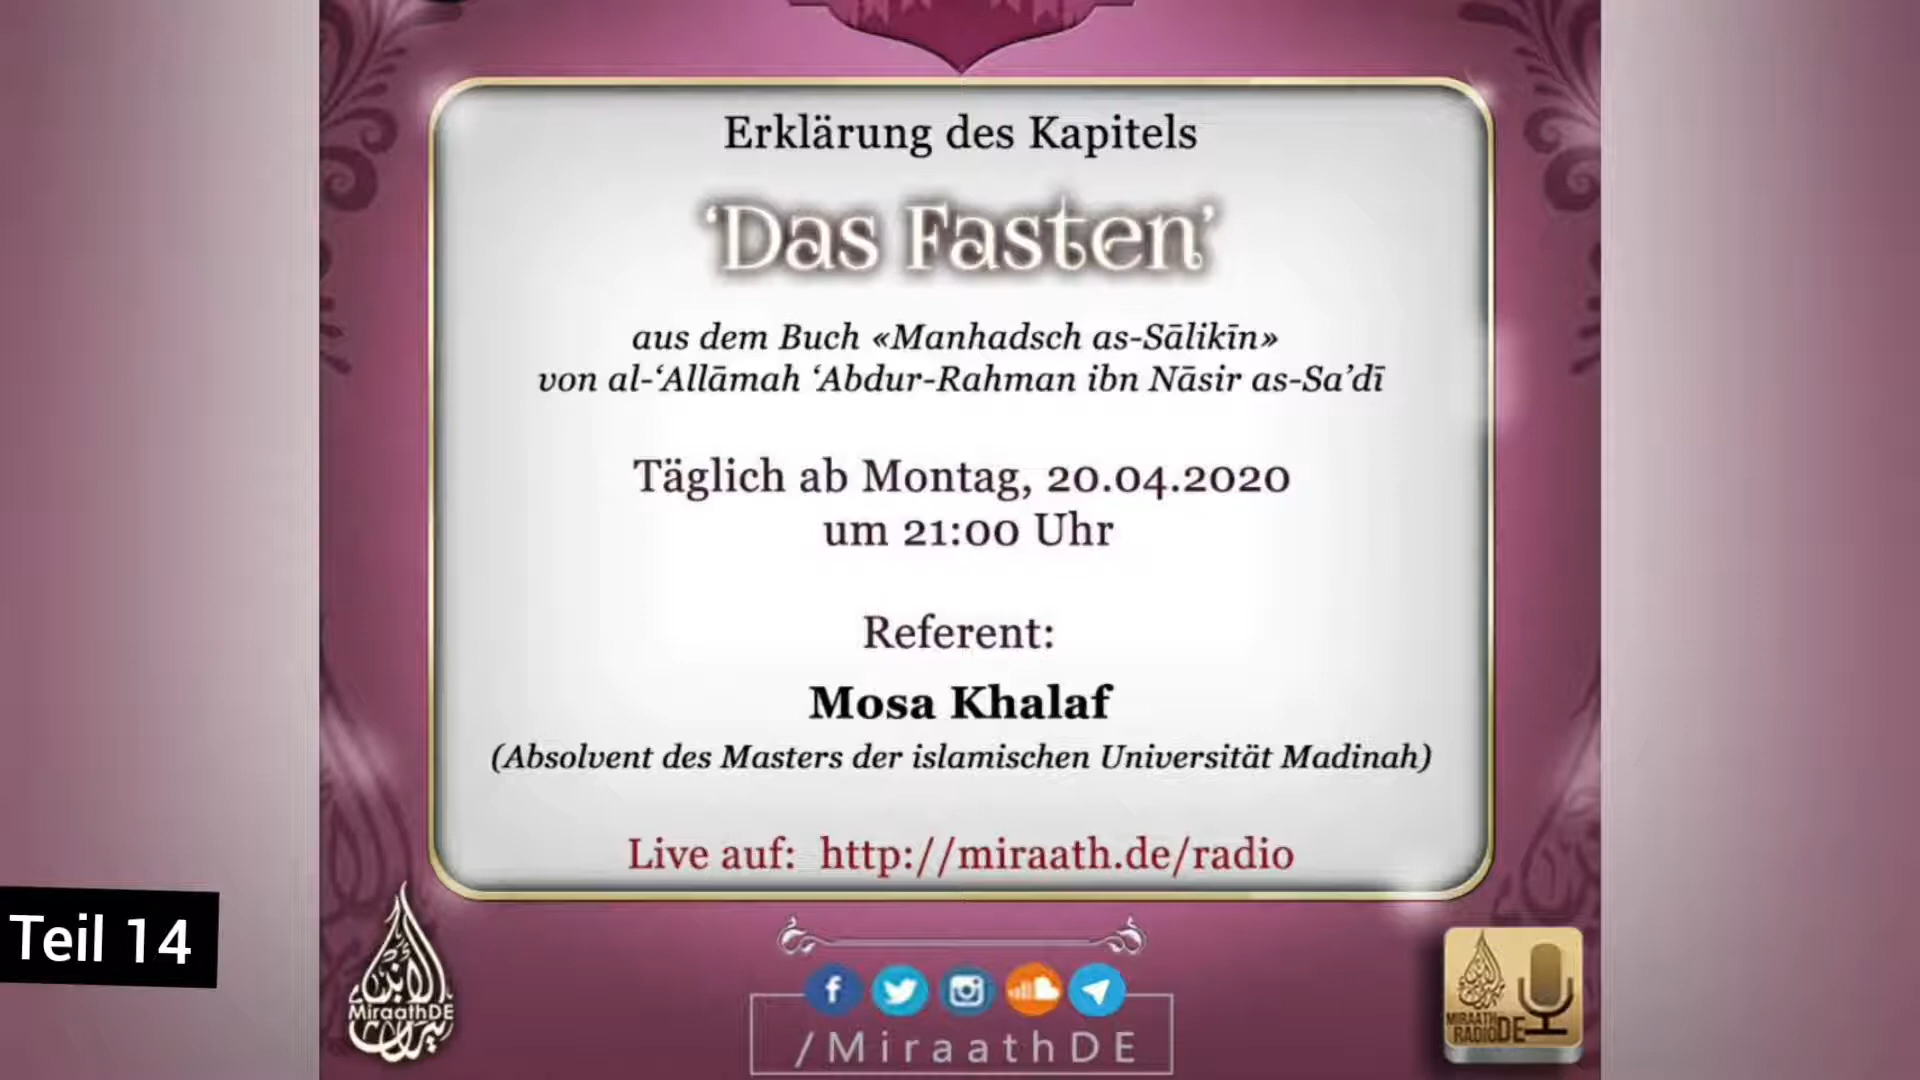 Erklärung des Kapitels
‘Das Fasten’
aus dem Buch «Manhadsch as-Sālikīn»
von al-‘Allāmah ‘Abdur-Rahman ibn Nāsir as-Sa’dī
Täglich ab Montag, 20.04.2020
um 21:00 Uhr
Referent:
Mosa Khalaf
(Absolvent des Masters der islamischen Universität Madinah)
Live auf: http://miraath.de/radio
Teil 14
MiraathDE
/MiraathDE
MIRAATH
RADIODE